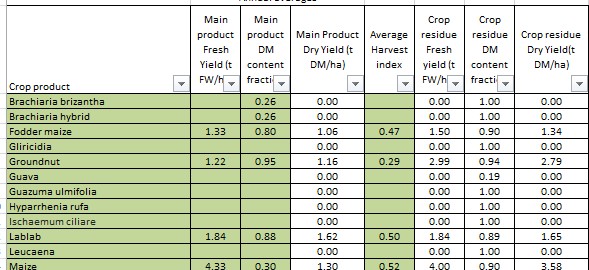 Main Main Crop Crop
product product residue residue
Fresh DM Main Product Average Fresh DM Crop residue
Yield (t content Dry Yield (t Harvest yield (t content Dry Yield(t
Crop product FW/h fracti DM/ha) index FW/h fracti DM/ha)
Brachiaria brizantha 0.26 0.00 0.00 1.00 0.00
Brachiaria hybrid 0.26 0.00 0.00 1.00 0.00
Fodder maize 1.33 0.80 1.06 0.47 1.50 0.90 1.34
Gliricidia 0.00 0.00 1.00 0.00
Groundnut 1.22 0.95 1.16 0.29 2.99 0.94 2.79
Guava 0.00 0.00 0.19 0.00
Guazuma ulmifolia 0.00 0.00 1.00 0.00
Hyparrhenia rufa 0.00 0.00 1.00 0.00
Ischaemum ciliare 0.00 0.00 1.00 0.00
Lablab 1.84 0.88 1.62 0.50 1.84 0.89 1.65
Leucaena 0.00 0.00 1.00 0.00
Maize 4.33 0.30 1.30 0.52 4.00 0.90 3.58